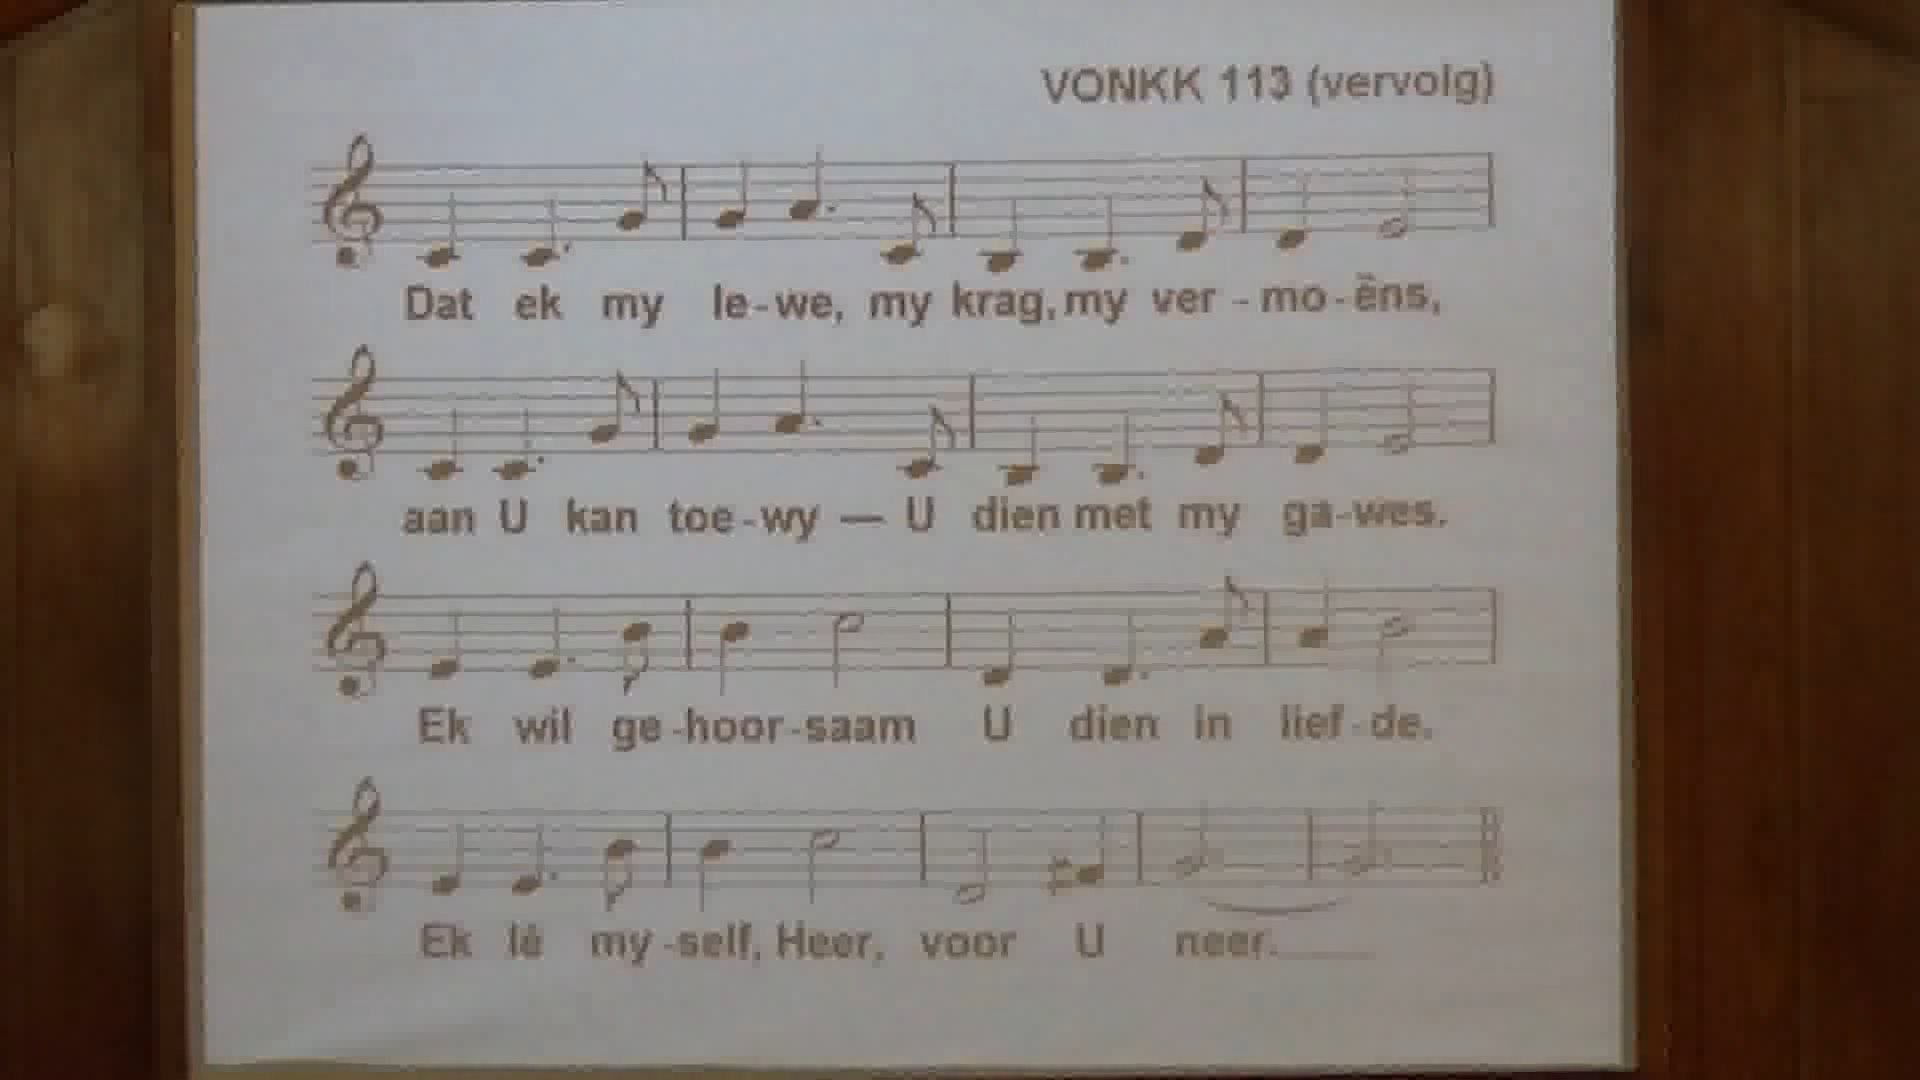 VONKK 113 (vervolg)
Dat ek my le-we, my krag, my ver-mo-ëns,
aan U kan toe-wy — U dien met my ga-wes.
Ek wil ge-hoor-saam U dien in lief-de.
Ek lê my-self, Heer, voor U neer.